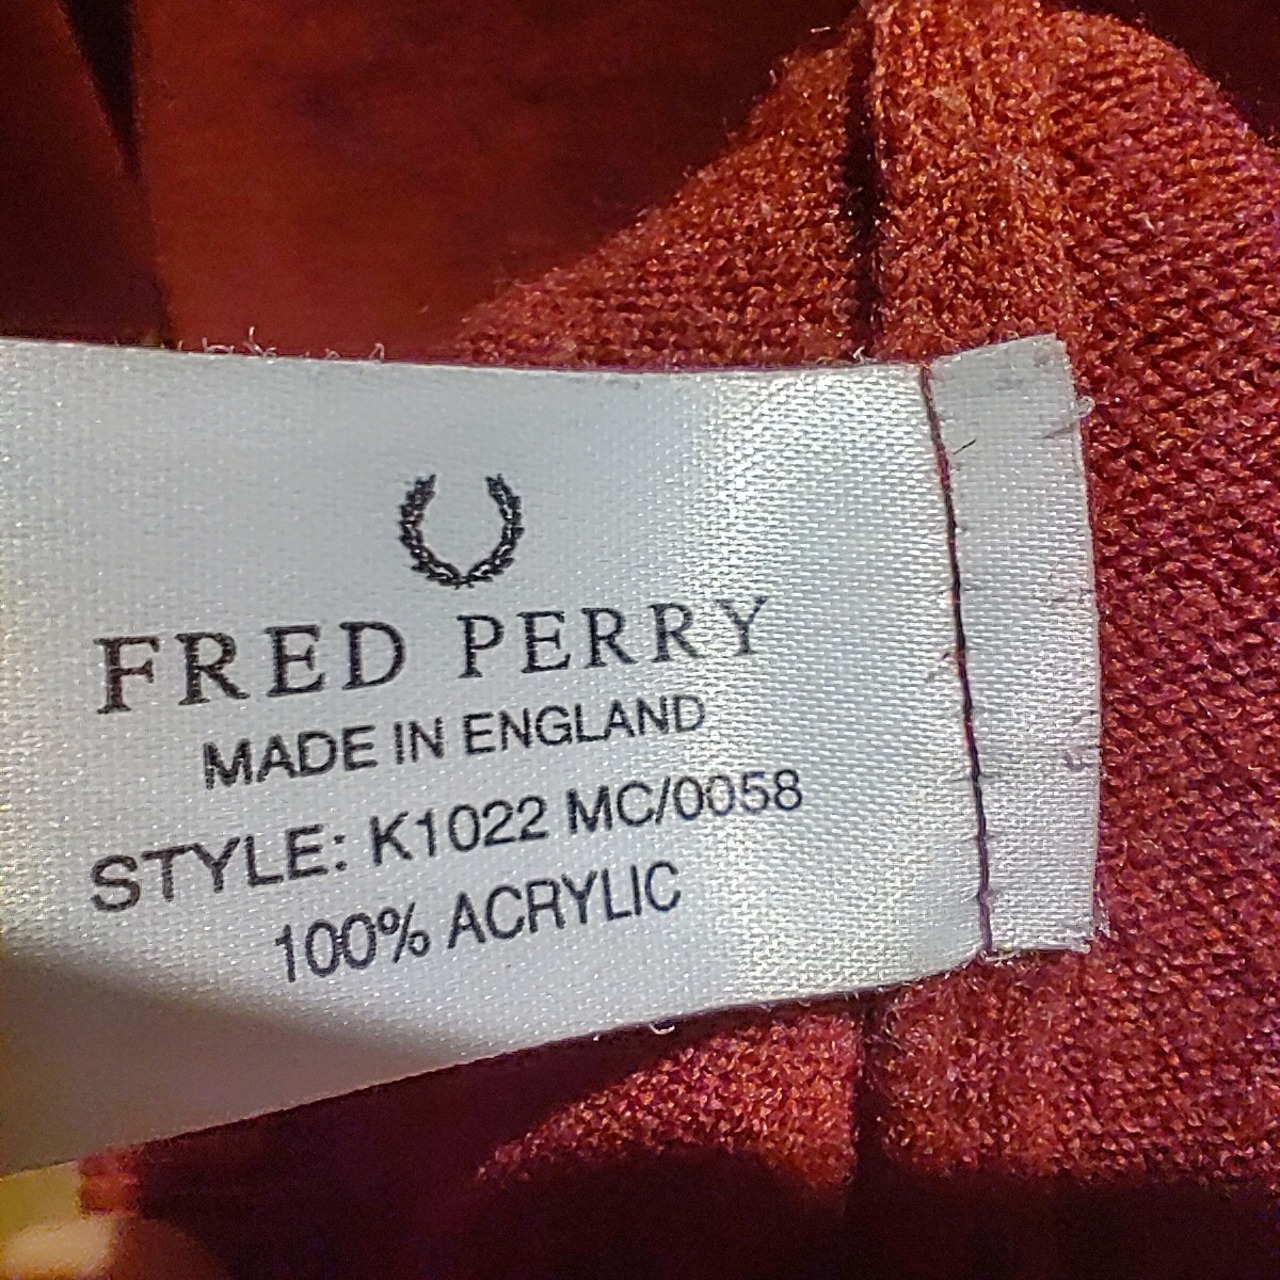 FRED PERRY
MADE IN ENGLAND
STYLE: K1022 MC/0058
100% ACRYLIC